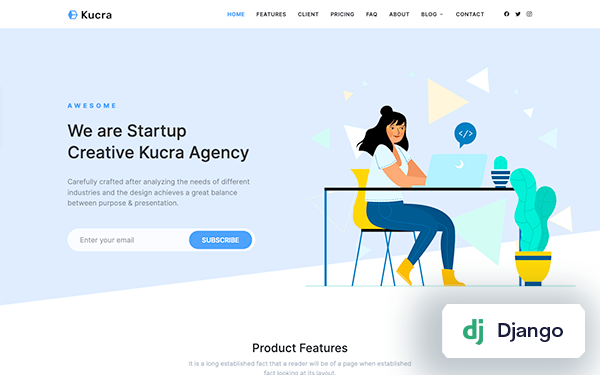 Kucra
HOME FEATURES CLIENT PRICING FAQ ABOUT BLOG CONTACT
AWESOME
We are Startup
Creative Kucra Agency
Carefully crafted after analyzing the needs of different
industries and the design achieves a great balance
between purpose & presentation.
Enter your email SUBSCRIBE
</>
dj Django
Product Features
It is a long established fact that a reader will be of a page when established
fact looking at its layout.